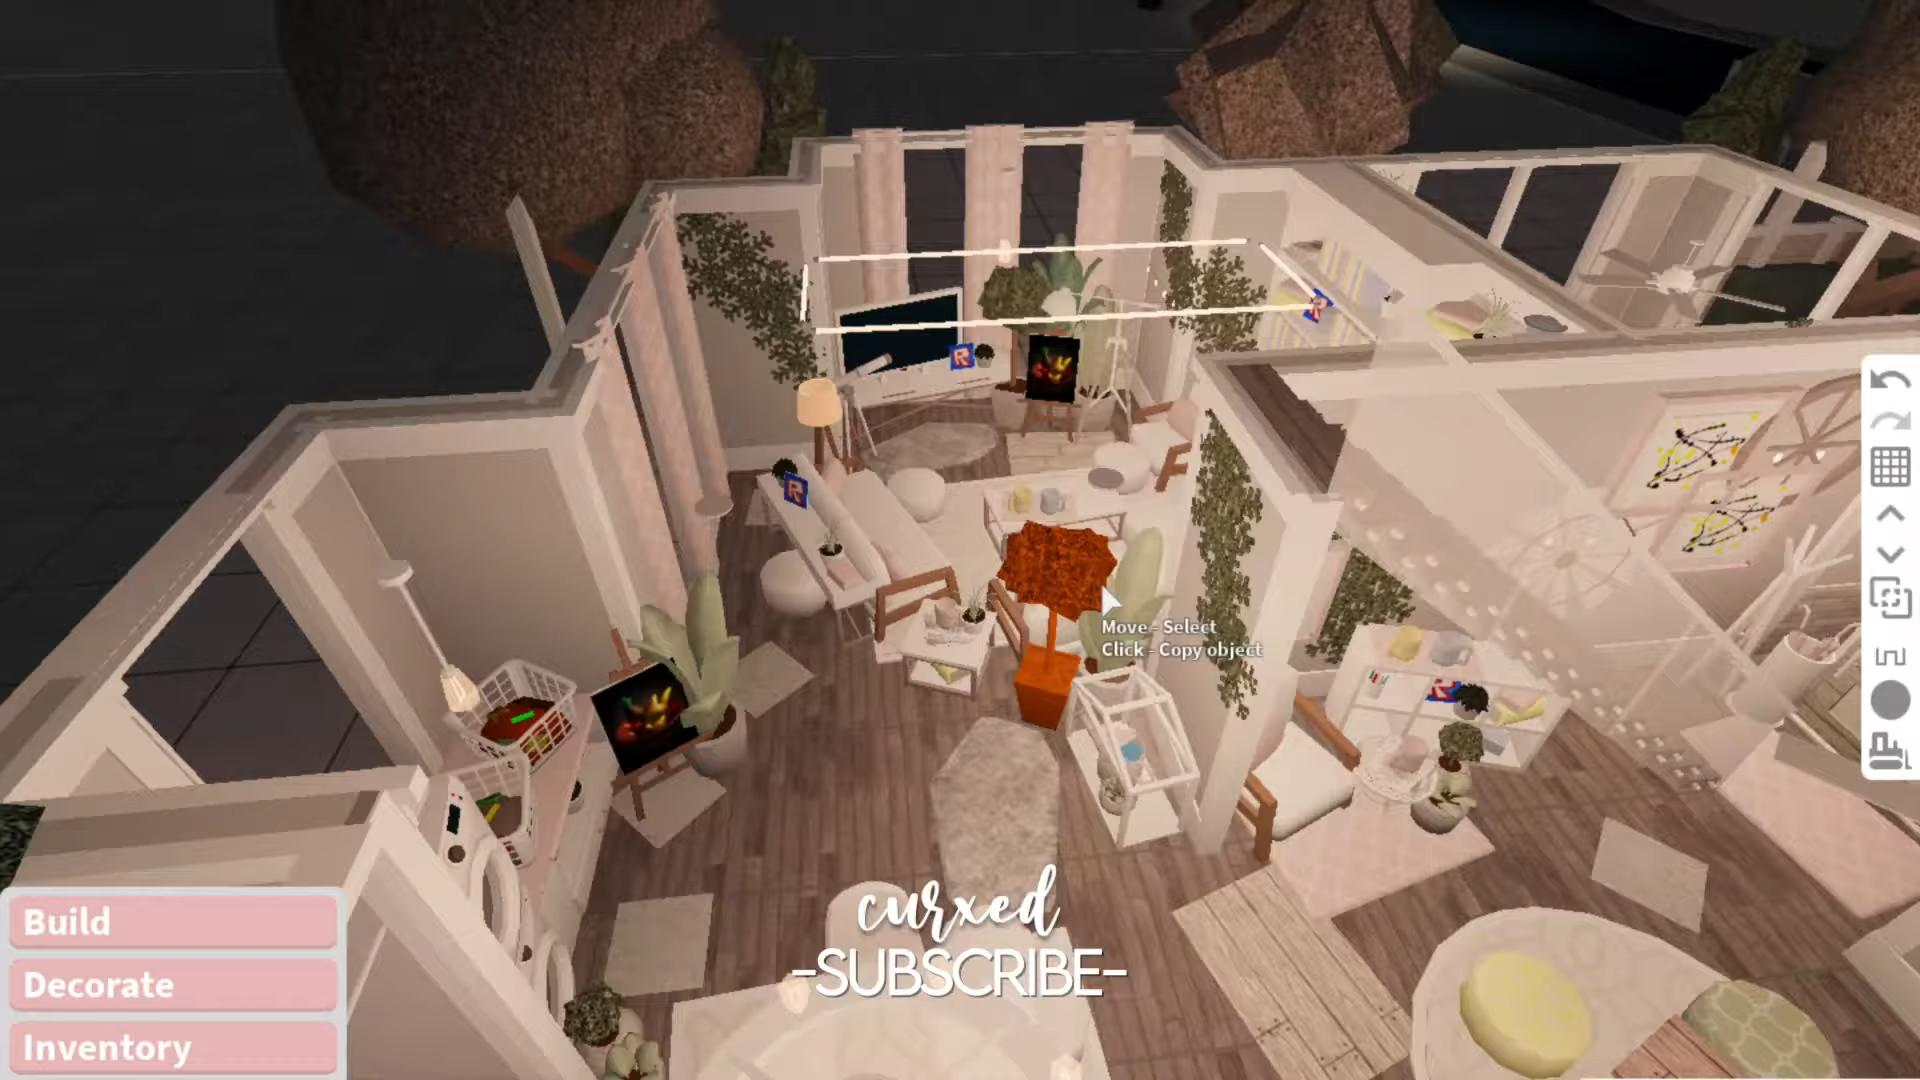 R
R
Move - Select
Click - Copy object
curxed
-SUBSCRIBE-
Build
Decorate
Inventory